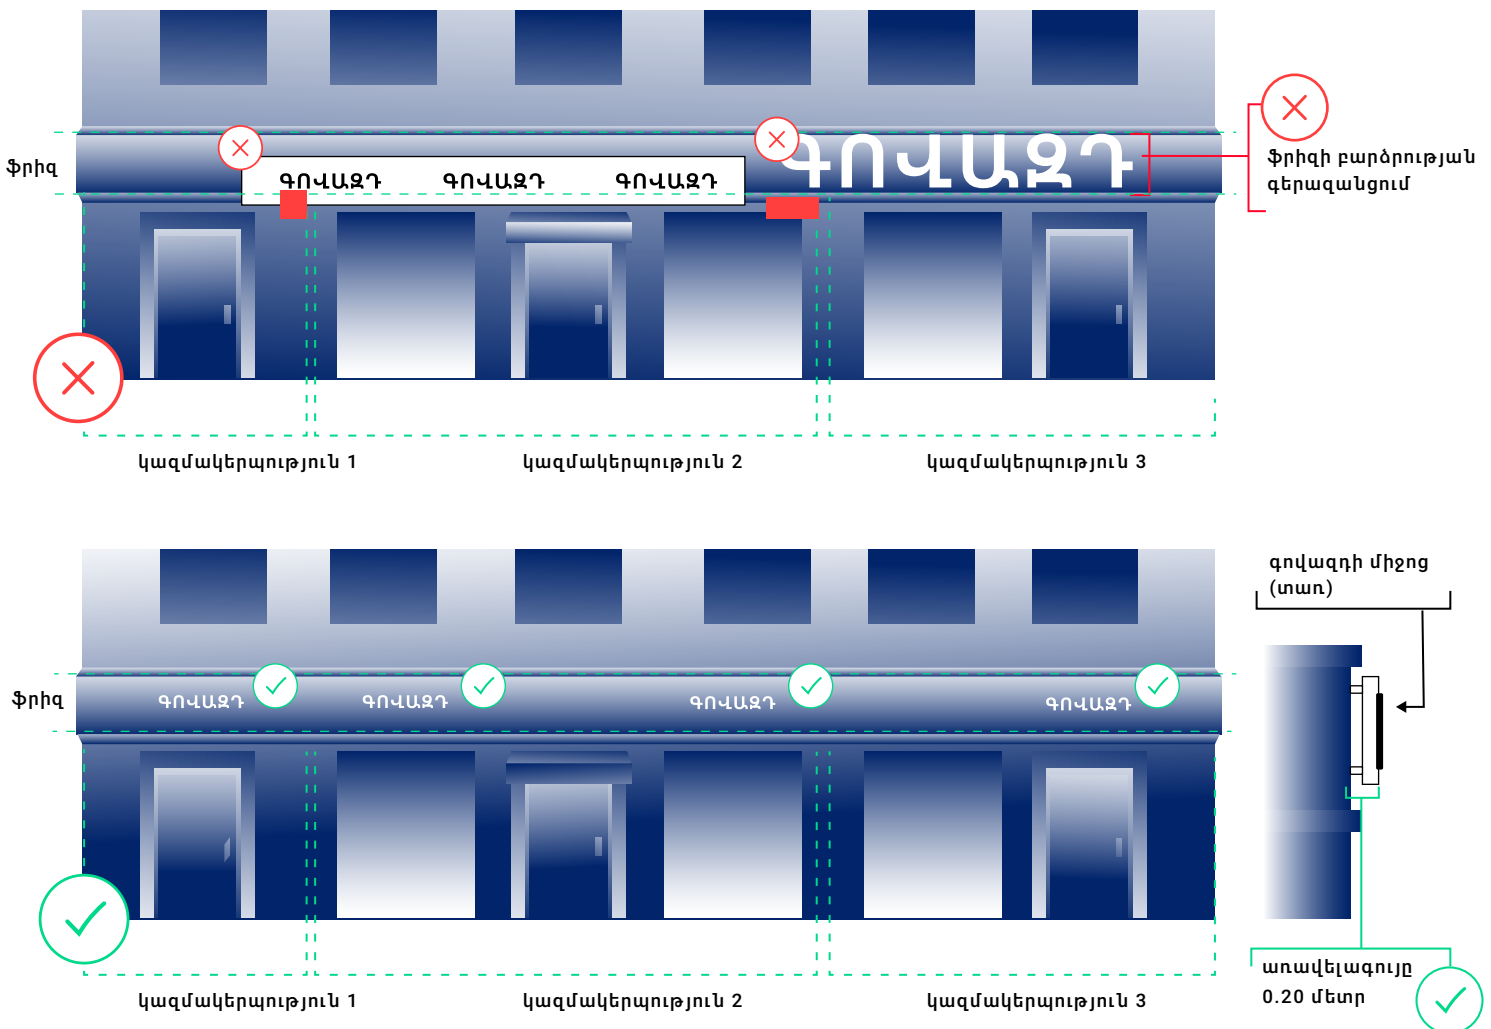 ֆրիզ
ԳՈՎԱԶԴ ԳՈՎԱԶԴ ԳՈՎԱԶԴ
ԳՈՎԱԶԴ
ֆրիզի բարձրության
գերազանցում
կազմակերպություն 1
կազմակերպություն 2
կազմակերպություն 3
գովազդի միջոց
(տառ)
ֆրիզ
ԳՈՎԱԶԴ
ԳՈՎԱԶԴ
ԳՈՎԱԶԴ
ԳՈՎԱԶԴ
առավելագույը
0.20 մետր
կազմակերպություն 1
կազմակերպություն 2
կազմակերպություն 3